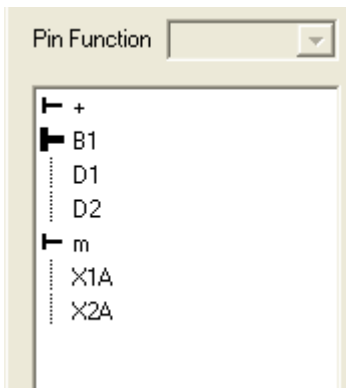 Pin Function
+
B1
D1
D2
m
X1A
X2A